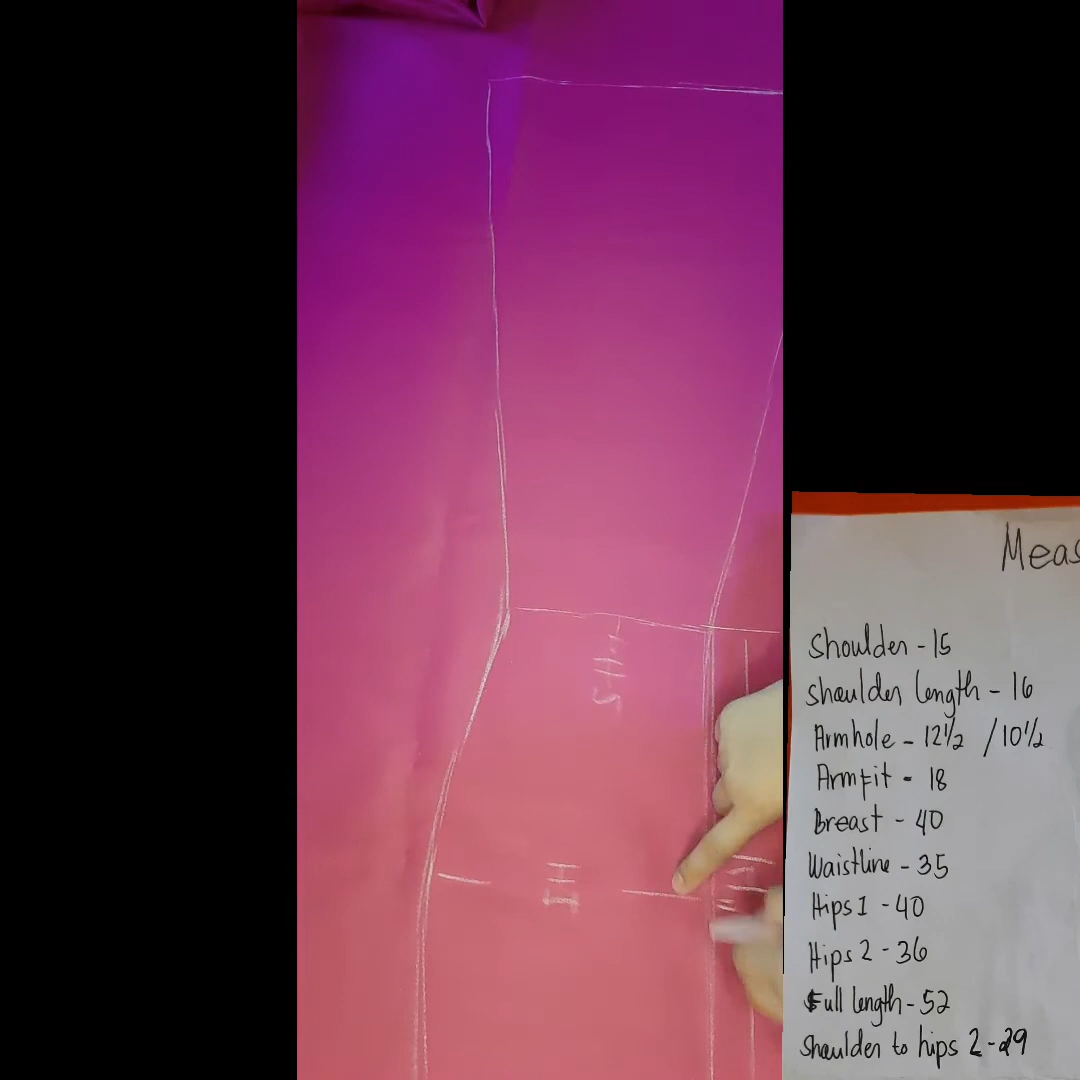 Meas
Shoulder - 15
Shoulder length - 16
Armhole - 12½ / 10½
Armpit - 18
Breast - 40
Waistline - 35
Hips 1 - 40
Hips 2 - 36
Full length - 52
Shoulder to hips 2 - 29